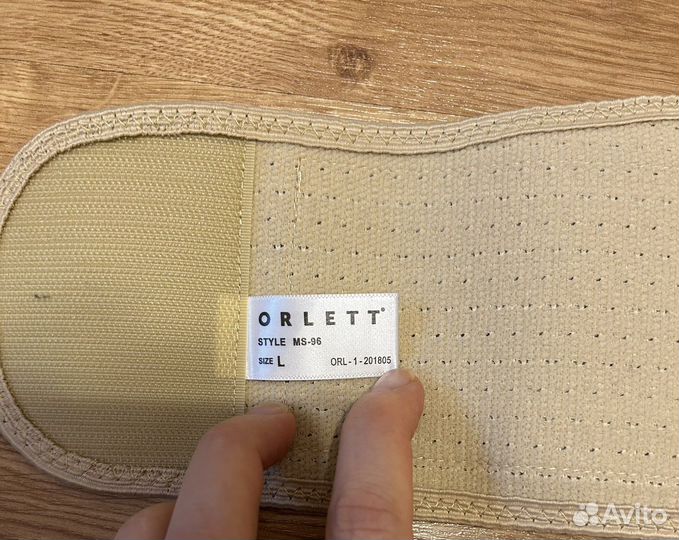 ORLETT®
STYLE MS-96
SIZE L ORL-1-201805
Avito